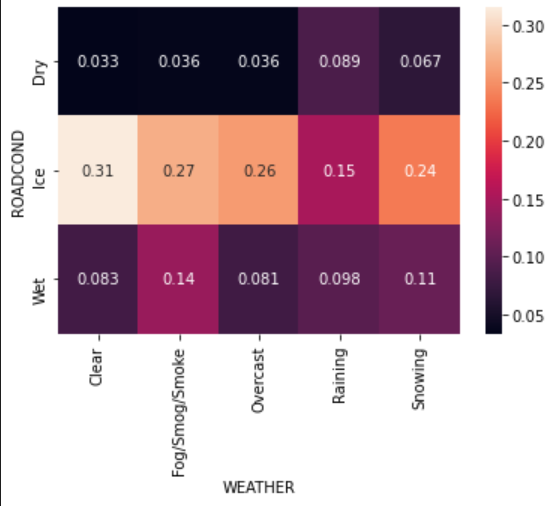 ROADCOND
Dry 0.033 0.036 0.036 0.089 0.067
Ice 0.31 0.27 0.26 0.15 0.24
Wet 0.083 0.14 0.081 0.098 0.11
Clear Fog/Smog/Smoke Overcast Raining Snowing
WEATHER
0.30
0.25
0.20
0.15
0.10
0.05